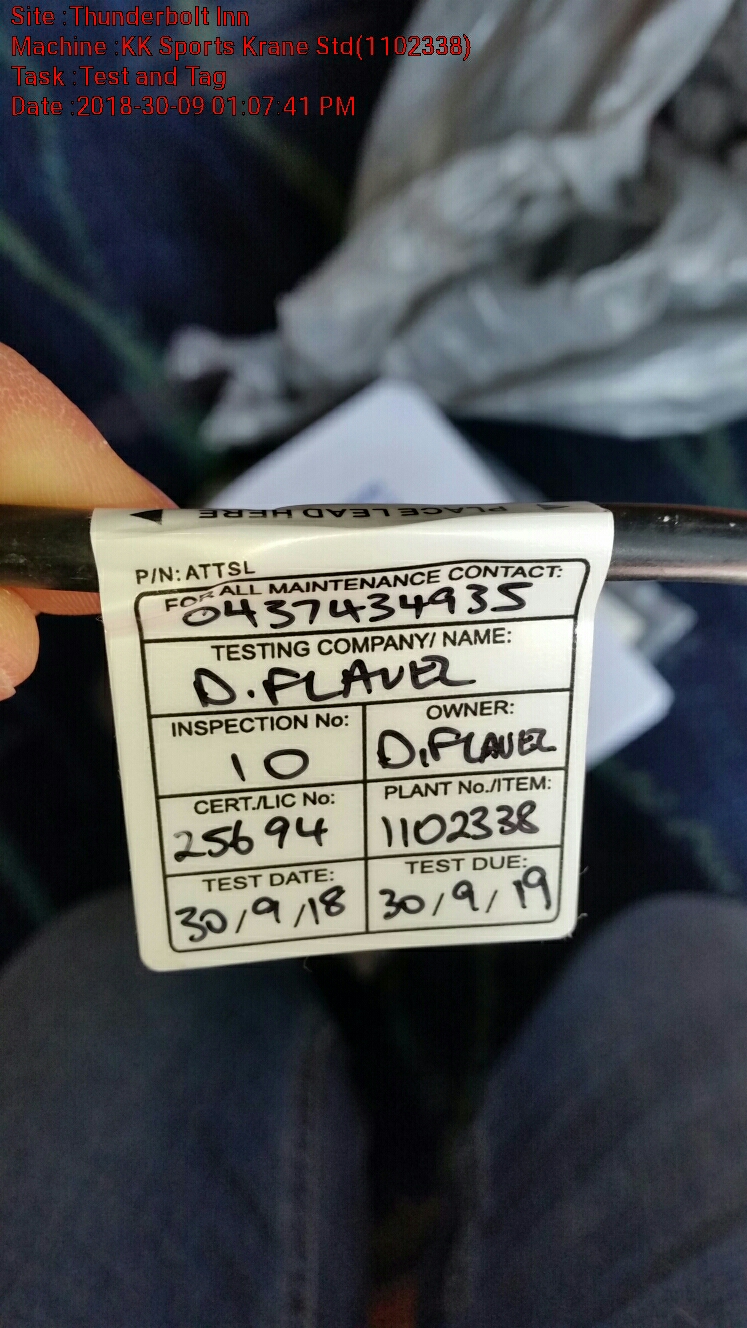 Site :Thunderbolt Inn
Machine :KK Sports Krane Std(1102338)
Task :Test and Tag
Date :2018-30-09 01:07:41 PM
PLACE LEAD HERE
P/N: ATTSL
FOR ALL MAINTENANCE CONTACT:
0437434935
TESTING COMPANY/ NAME:
D. FLAVEL
INSPECTION No:
10
OWNER:
D. FLAVEL
CERT./LIC No:
25694
PLANT No./ITEM:
1102338
TEST DATE:
30/9/18
TEST DUE:
30/9/19